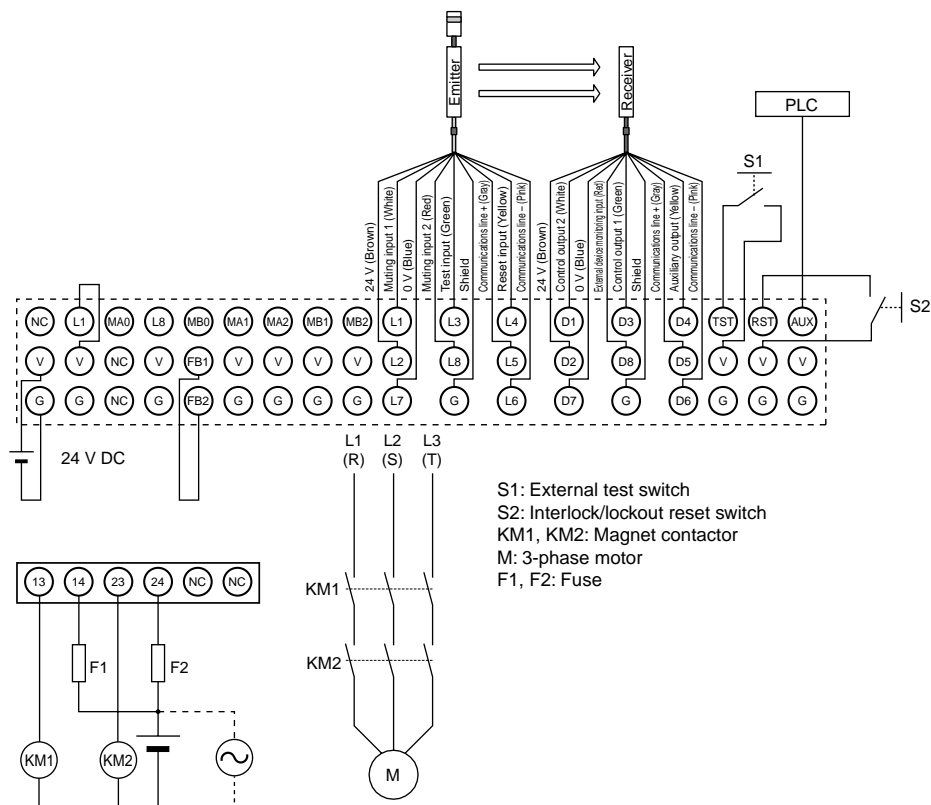 Emitter
Receiver
PLC
S1
24 V (Brown)
Muting input 1 (White)
0 V (Blue)
Muting input 2 (Red)
Test input (Green)
Shield
Communications line + (Gray)
Reset input (Yellow)
Communications line – (Pink)
24 V (Brown)
Control output 2 (White)
0 V (Blue)
External device monitoring input (Red)
Control output 1 (Green)
Shield
Communications line + (Gray)
Auxiliary output (Yellow)
Communications line – (Pink)
S2
NC L1 MA0 L8 MB0 MA1 MA2 MB1 MB2 L1 L3 L4 D1 D3 D4 TST RST AUX
V V NC V FB1 V V V V L2 L8 L5 D2 D8 D5 V V V
G G NC G FB2 G G G G L7 G L6 D7 G D6 G G G
24 V DC
L1 L2 L3
(R) (S) (T)
S1: External test switch
S2: Interlock/lockout reset switch
KM1, KM2: Magnet contactor
M: 3-phase motor
F1, F2: Fuse
13 14 23 24 NC NC
KM1
KM2
F1 F2
KM1 KM2
M